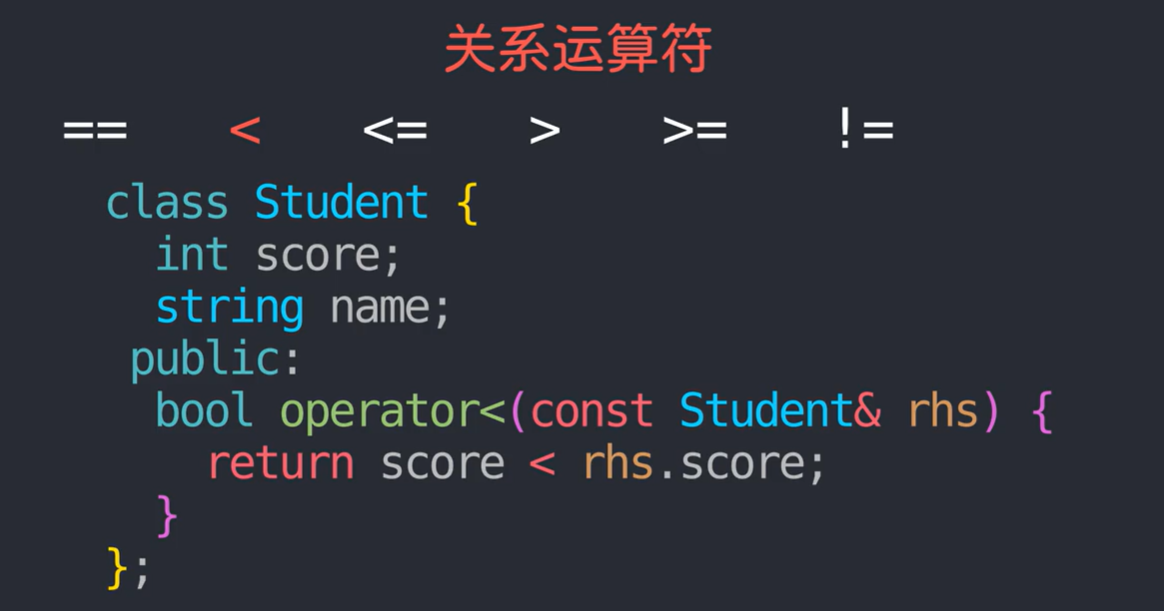 关系运算符
== < <= > >= !=
class Student {
int score;
string name;
public:
bool operator<(const Student& rhs) {
return score < rhs.score;
}
};